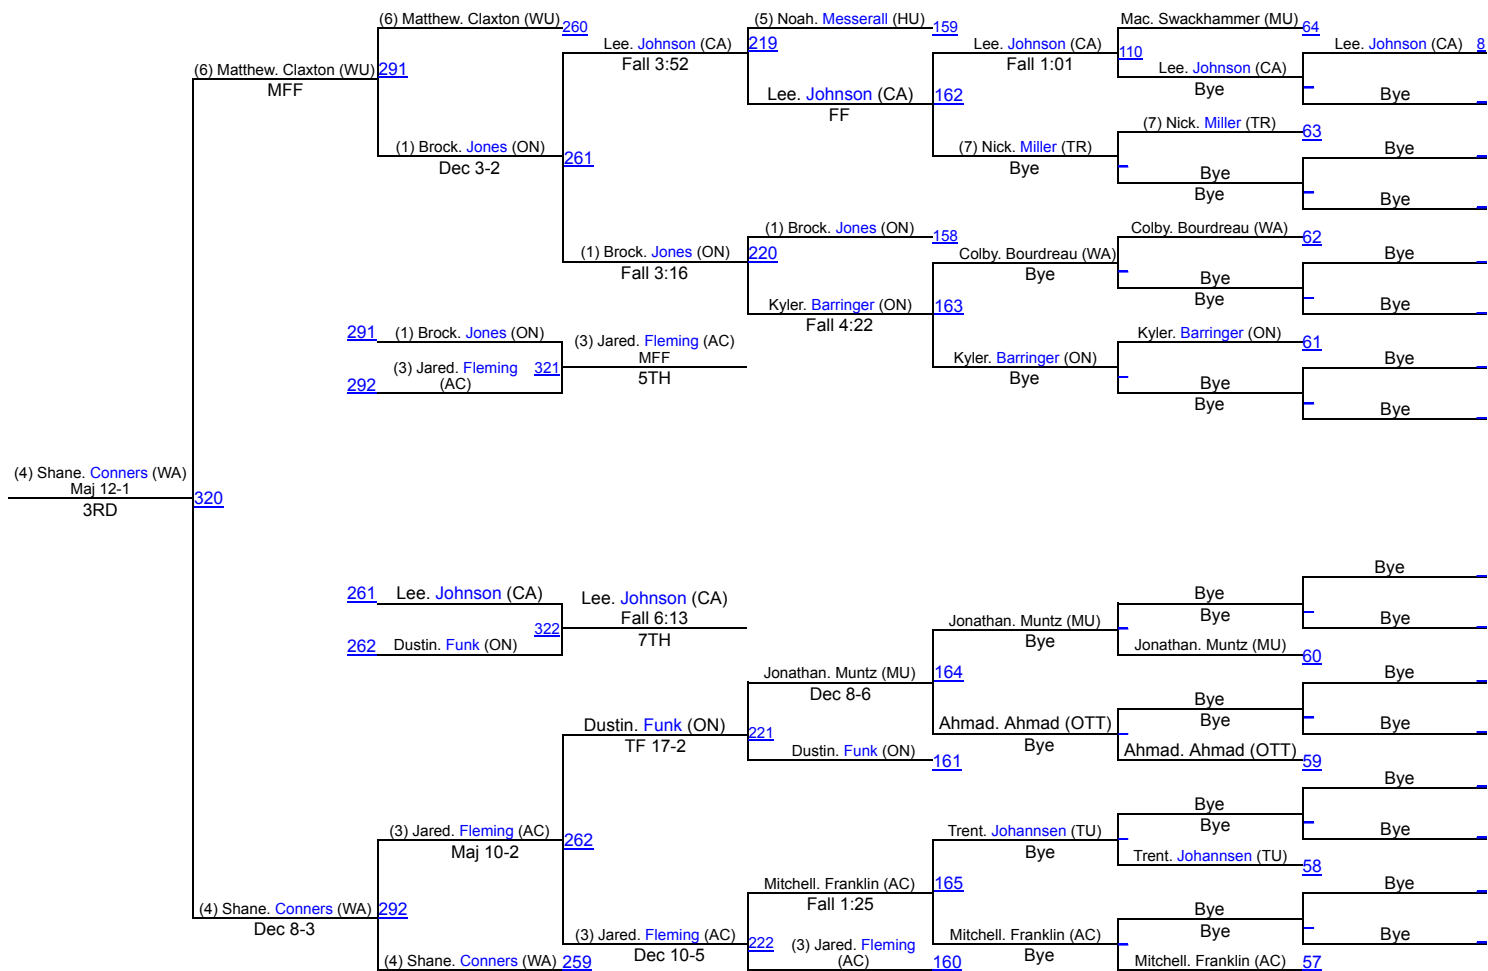 (6) Matthew. Claxton (WU) 260
(5) Noah. Messerall (HU) 159
Mac. Swackhammer (MU) 64
Lee. Johnson (CA) 219
Fall 3:52
Lee. Johnson (CA) 110
Fall 1:01
Lee. Johnson (CA) 8
(6) Matthew. Claxton (WU) 291
MFF
Lee. Johnson (CA) 162
FF
Lee. Johnson (CA)
Bye
Bye
(7) Nick. Miller (TR) 63
(1) Brock. Jones (ON) 261
Dec 3-2
(7) Nick. Miller (TR)
Bye
Bye
Bye
Bye
Bye
(1) Brock. Jones (ON) 158
Colby. Bourdreau (WA) 62
(1) Brock. Jones (ON) 220
Fall 3:16
Colby. Bourdreau (WA)
Bye
Bye
Bye
Bye
Bye
Kyler. Barringer (ON) 163
Fall 4:22
291 (1) Brock. Jones (ON)
(3) Jared. Fleming (AC)
MFF
5TH
Kyler. Barringer (ON) 61
292 (3) Jared. Fleming 321
(AC)
Kyler. Barringer (ON)
Bye
Bye
Bye
Bye
Bye
(4) Shane. Conners (WA)
Maj 12-1
3RD
320
Bye
261 Lee. Johnson (CA)
Lee. Johnson (CA)
Fall 6:13
7TH
322
Bye
Bye
Bye
262 Dustin. Funk (ON)
Jonathan. Muntz (MU)
Bye
Jonathan. Muntz (MU) 60
Jonathan. Muntz (MU) 164
Dec 8-6
Bye
Dustin. Funk (ON) 221
TF 17-2
Ahmad. Ahmad (OTT)
Bye
Bye
Bye
Bye
Dustin. Funk (ON) 161
Ahmad. Ahmad (OTT) 59
Bye
(3) Jared. Fleming (AC) 262
Maj 10-2
Trent. Johannsen (TU)
Bye
Bye
Bye
Bye
Trent. Johannsen (TU) 58
Mitchell. Franklin (AC) 165
Fall 1:25
Bye
(4) Shane. Conners (WA) 292
Dec 8-3
Bye
Bye
Bye
(3) Jared. Fleming (AC) 222
Dec 10-5
Mitchell. Franklin (AC)
Bye
(4) Shane. Conners (WA) 259
(3) Jared. Fleming
(AC) 160
Mitchell. Franklin (AC) 57